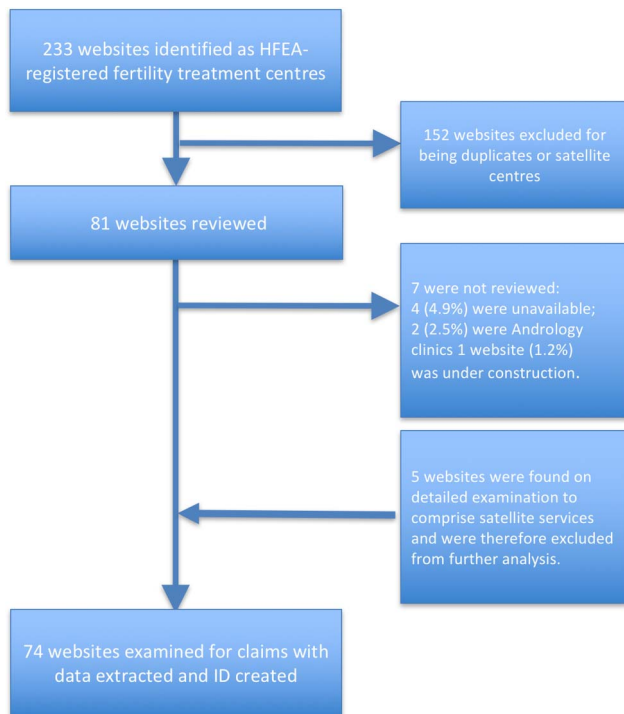 233 websites identified as HFEA-
registered fertility treatment centres
152 websites excluded for
being duplicates or satellite
centres
81 websites reviewed
7 were not reviewed:
4 (4.9%) were unavailable;
2 (2.5%) were Andrology
clinics 1 website (1.2%)
was under construction.
5 websites were found on
detailed examination to
comprise satellite services
and were therefore excluded
from further analysis.
74 websites examined for claims with
data extracted and ID created